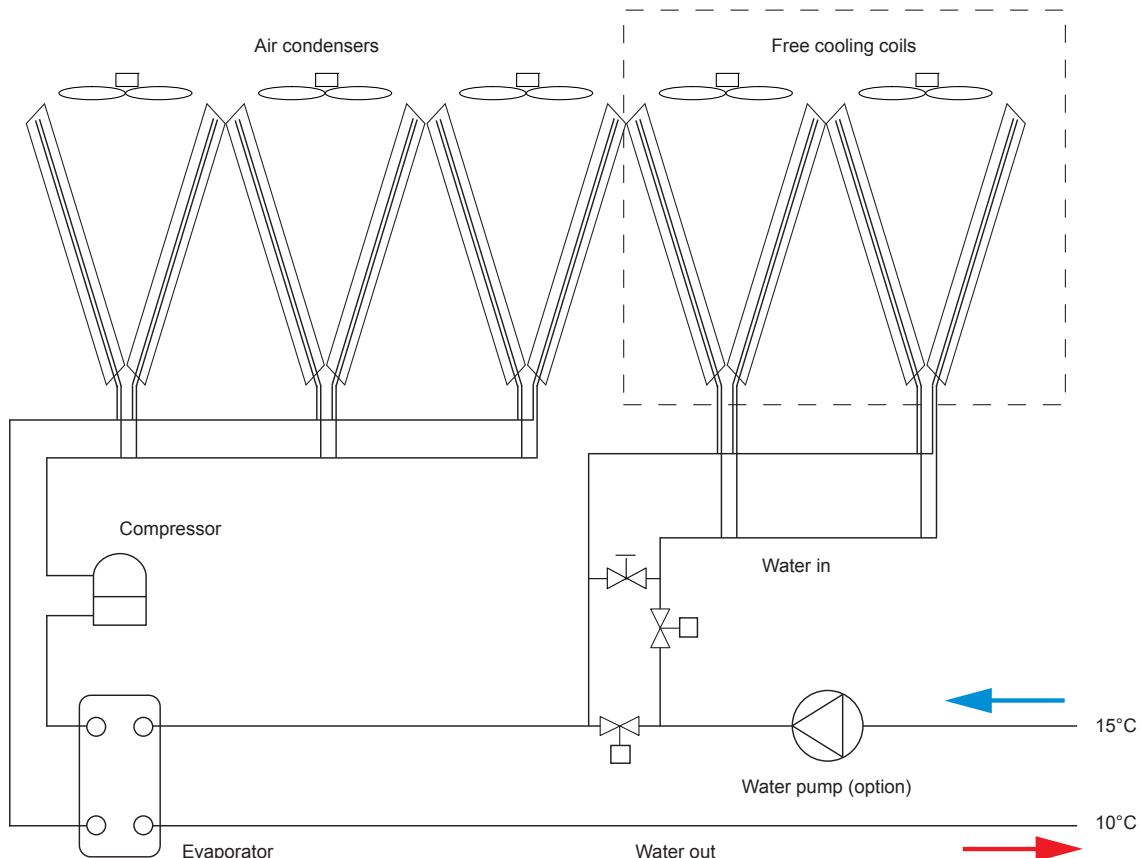 Air condensers
Free cooling coils
Compressor
Water in
15°C
Water pump (option)
10°C
Evaporator
Water out